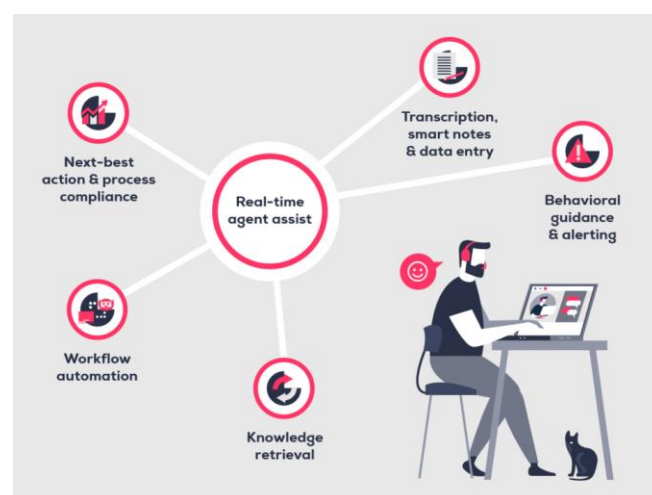 Transcription,
smart notes
& data entry
Next-best
action & process
compliance
Real-time
agent assist
Behavioral
guidance
& alerting
Workflow
automation
Knowledge
retrieval